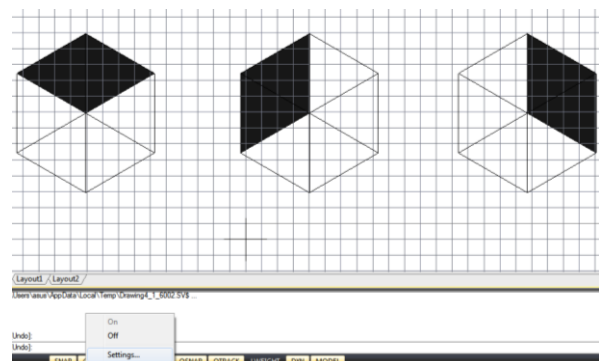 Layout1 Layout2
Users\asus\AppData\Local\Temp\Drawing4_1_6002.SV$ ...
On
Undo]:
Off
Undo]:
Settings...
SNAP OSNAP OTRACK LWEIGHT DYN MODEL